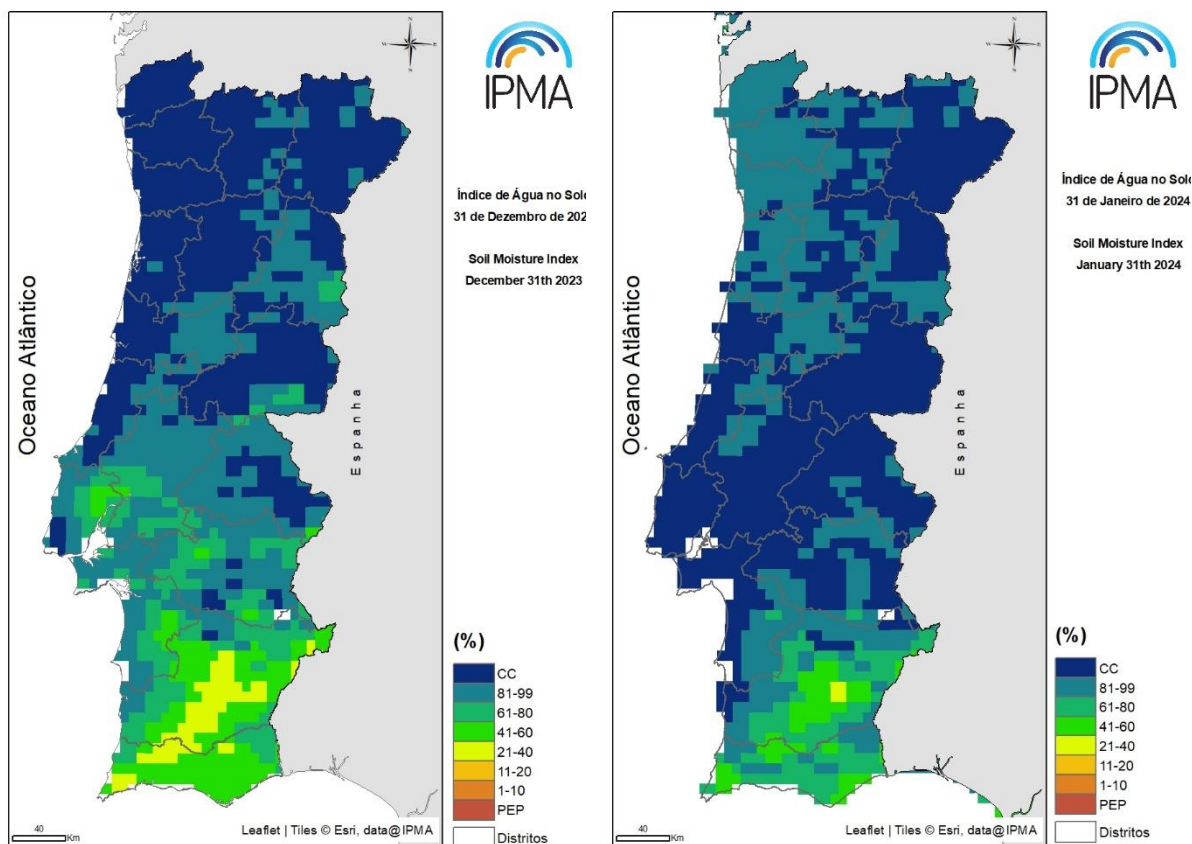 N
IPMA
Índice de Água no Solo
31 de Dezembro de 202
Soil Moisture Index
December 31th 2023
Oceano Atlântico
Espanha
(%)
CC
81-99
61-80
41-60
21-40
11-20
1-10
PEP
Distritos
40
Km
Leaflet | Tiles © Esri, data@IPMA
N
IPMA
Índice de Água no Solo
31 de Janeiro de 2024
Soil Moisture Index
January 31th 2024
Oceano Atlântico
Espanha
(%)
CC
81-99
61-80
41-60
21-40
11-20
1-10
PEP
Distritos
40
Km
Leaflet | Tiles © Esri, data@IPMA